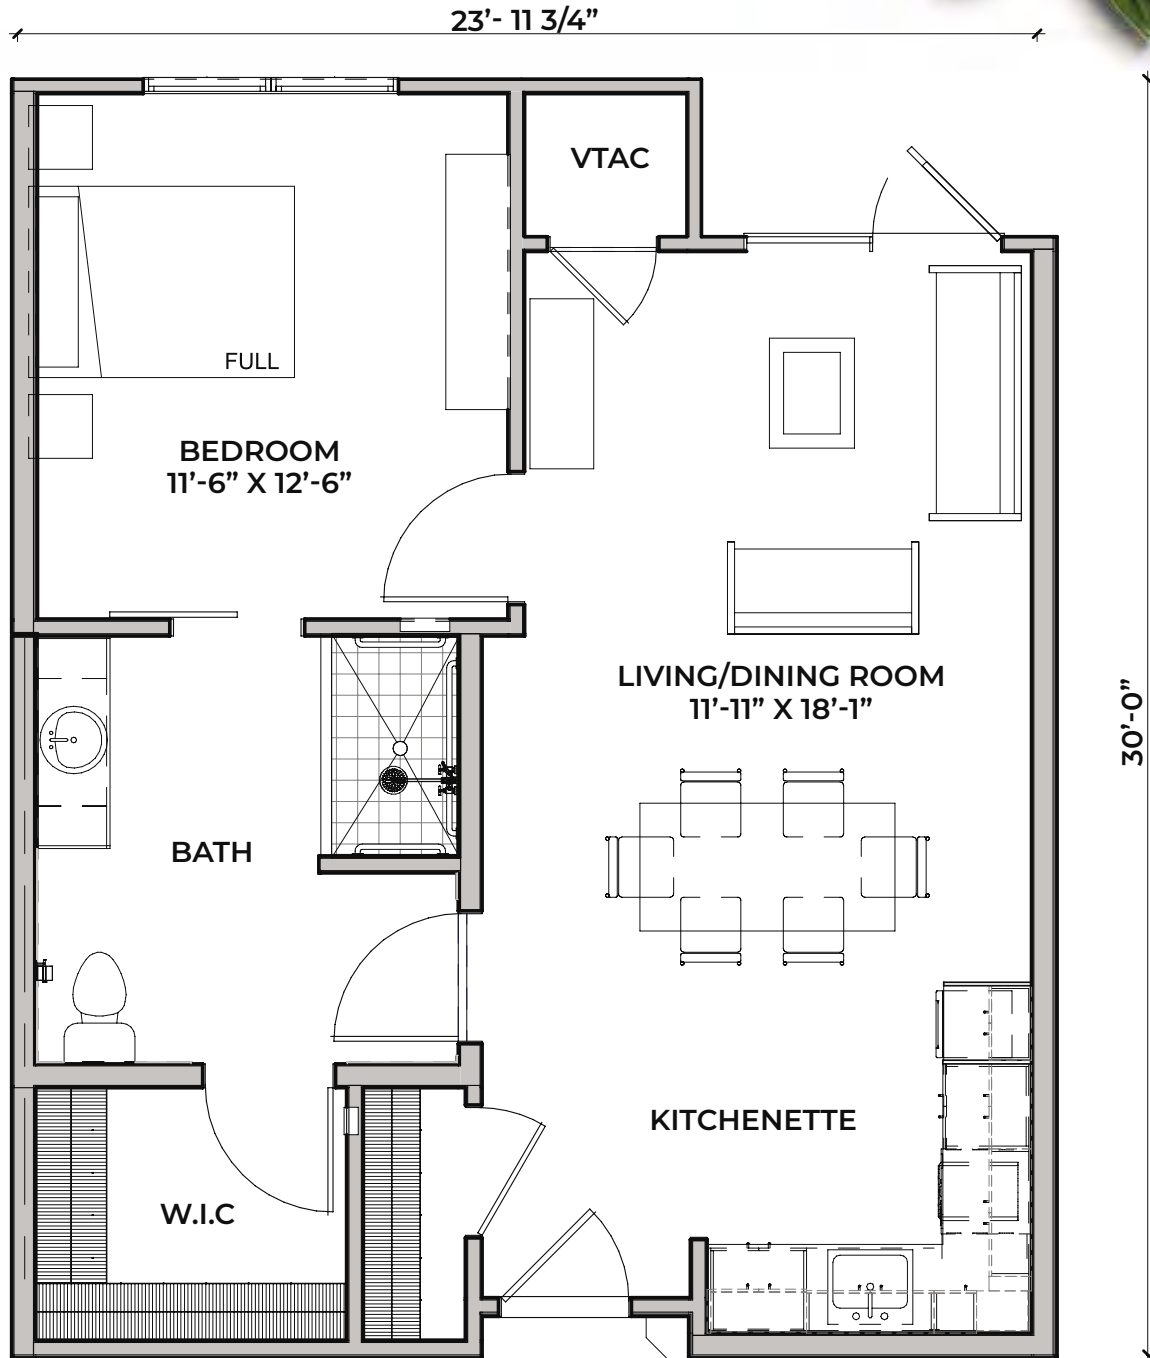 23’- 11 3/4”
VTAC
FULL
BEDROOM
11’-6” X 12’-6”
LIVING/DINING ROOM
11’-11” X 18’-1”
30’-0”
BATH
KITCHENETTE
W.I.C